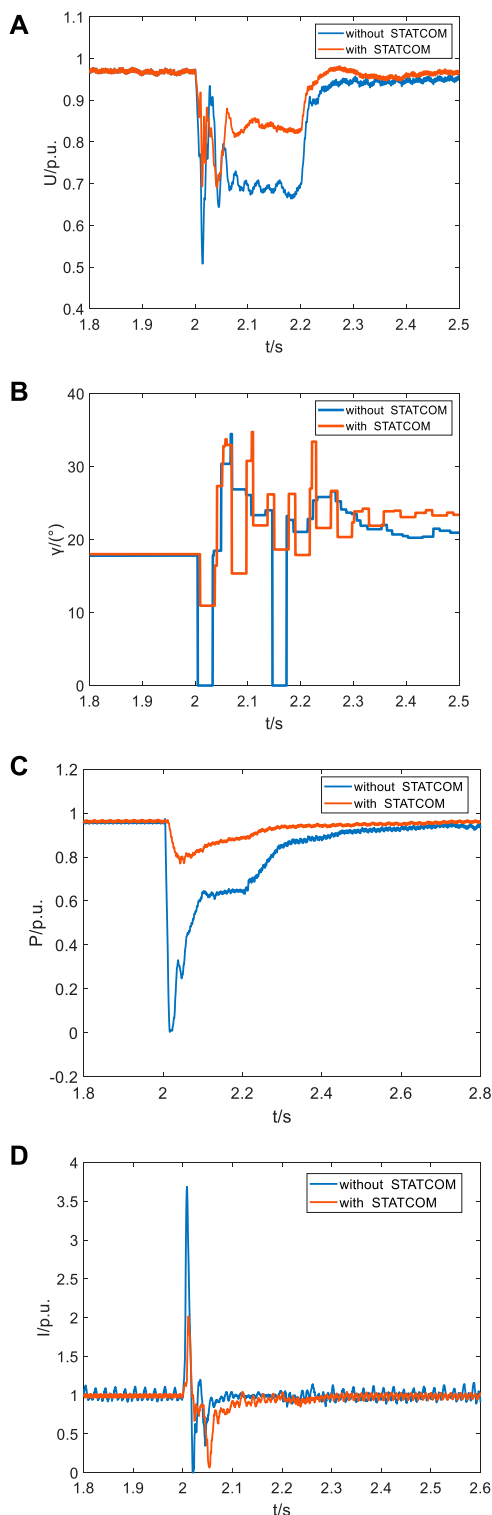 A
1.1
1
0.9
0.8
0.7
0.6
0.5
0.4
U/p.u.
without STATCOM
with STATCOM
1.8 1.9 2 2.1 2.2 2.3 2.4 2.5
t/s
B
40
30
20
10
0
γ/(°)
without STATCOM
with STATCOM
1.8 1.9 2 2.1 2.2 2.3 2.4 2.5
t/s
C
1.2
1
0.8
0.6
0.4
0.2
0
-0.2
P/p.u.
without STATCOM
with STATCOM
1.8 2 2.2 2.4 2.6 2.8
t/s
D
4
3.5
3
2.5
2
1.5
1
0.5
0
I/p.u.
without STATCOM
with STATCOM
1.8 1.9 2 2.1 2.2 2.3 2.4 2.5 2.6
t/s